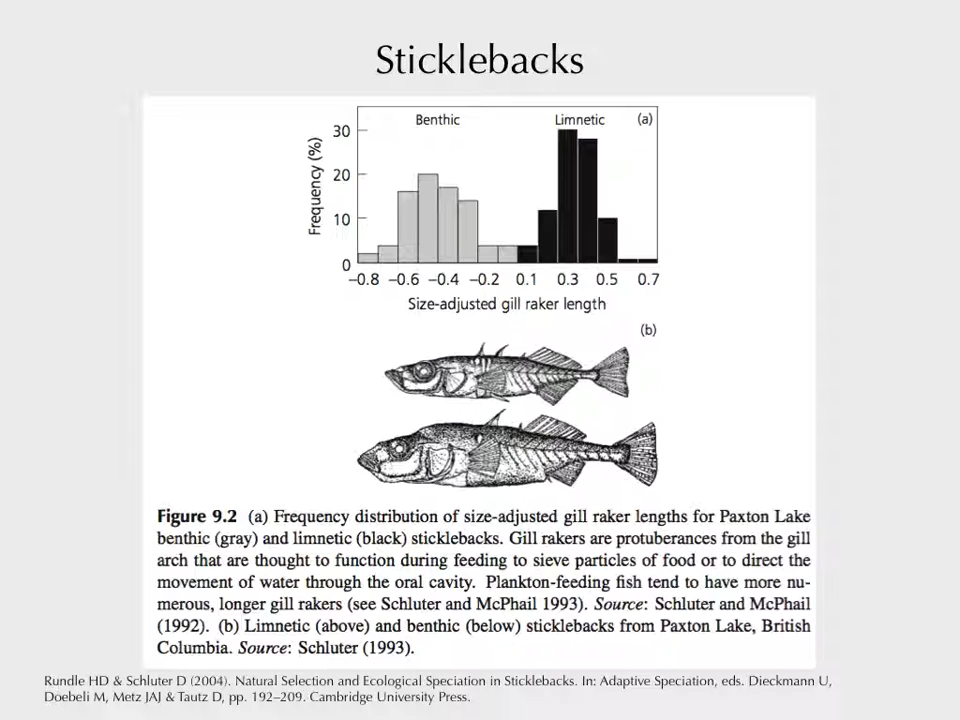 Sticklebacks
Benthic
Limnetic
(a)
Frequency (%)
30
20
10
0
−0.8 −0.6 −0.4 −0.2 0.1 0.3 0.5 0.7
Size-adjusted gill raker length
(b)
Figure 9.2 (a) Frequency distribution of size-adjusted gill raker lengths for Paxton Lake
benthic (gray) and limnetic (black) sticklebacks. Gill rakers are protuberances from the gill
arch that are thought to function during feeding to sieve particles of food or to direct the
movement of water through the oral cavity. Plankton-feeding fish tend to have more nu-
merous, longer gill rakers (see Schluter and McPhail 1993). Source: Schluter and McPhail
(1992). (b) Limnetic (above) and benthic (below) sticklebacks from Paxton Lake, British
Columbia. Source: Schluter (1993).
Rundle HD & Schluter D (2004). Natural Selection and Ecological Speciation in Sticklebacks. In: Adaptive Speciation, eds. Dieckmann U,
Doebeli M, Metz JAJ & Tautz D, pp. 192–209. Cambridge University Press.